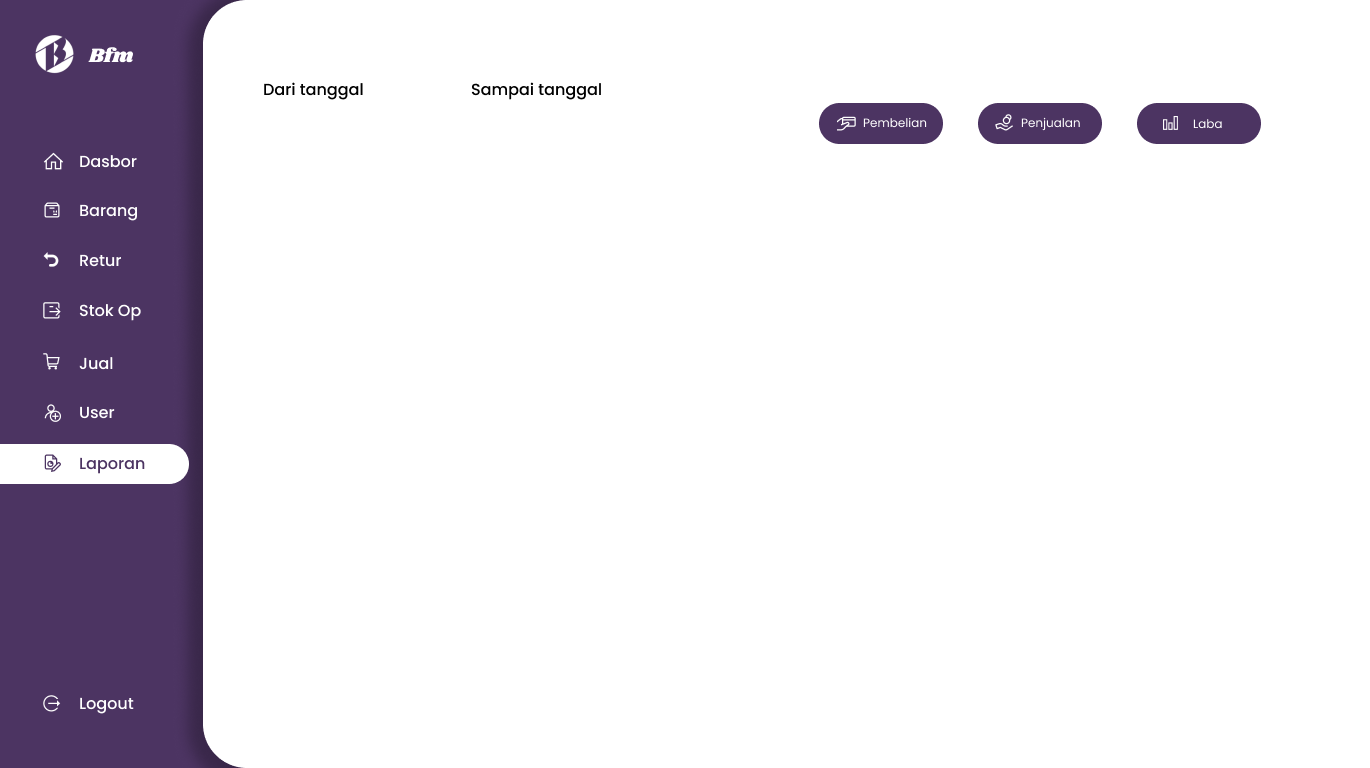 Bfm
Dasbor
Barang
Retur
Stok Op
Jual
User
Laporan
Logout
Dari tanggal
Sampai tanggal
Pembelian
Penjualan
Laba